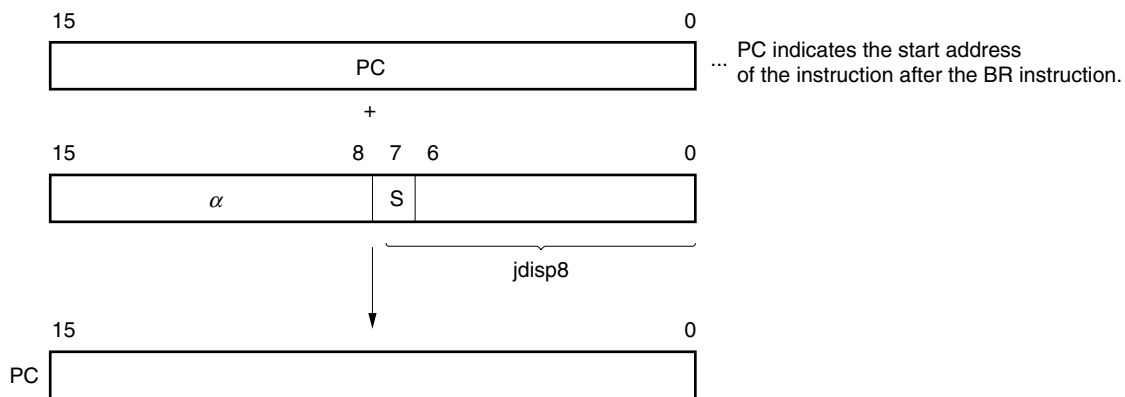 15 0
PC
... PC indicates the start address
of the instruction after the BR instruction.
+
15 8 7 6 0
α S
jdisp8
15 0
PC